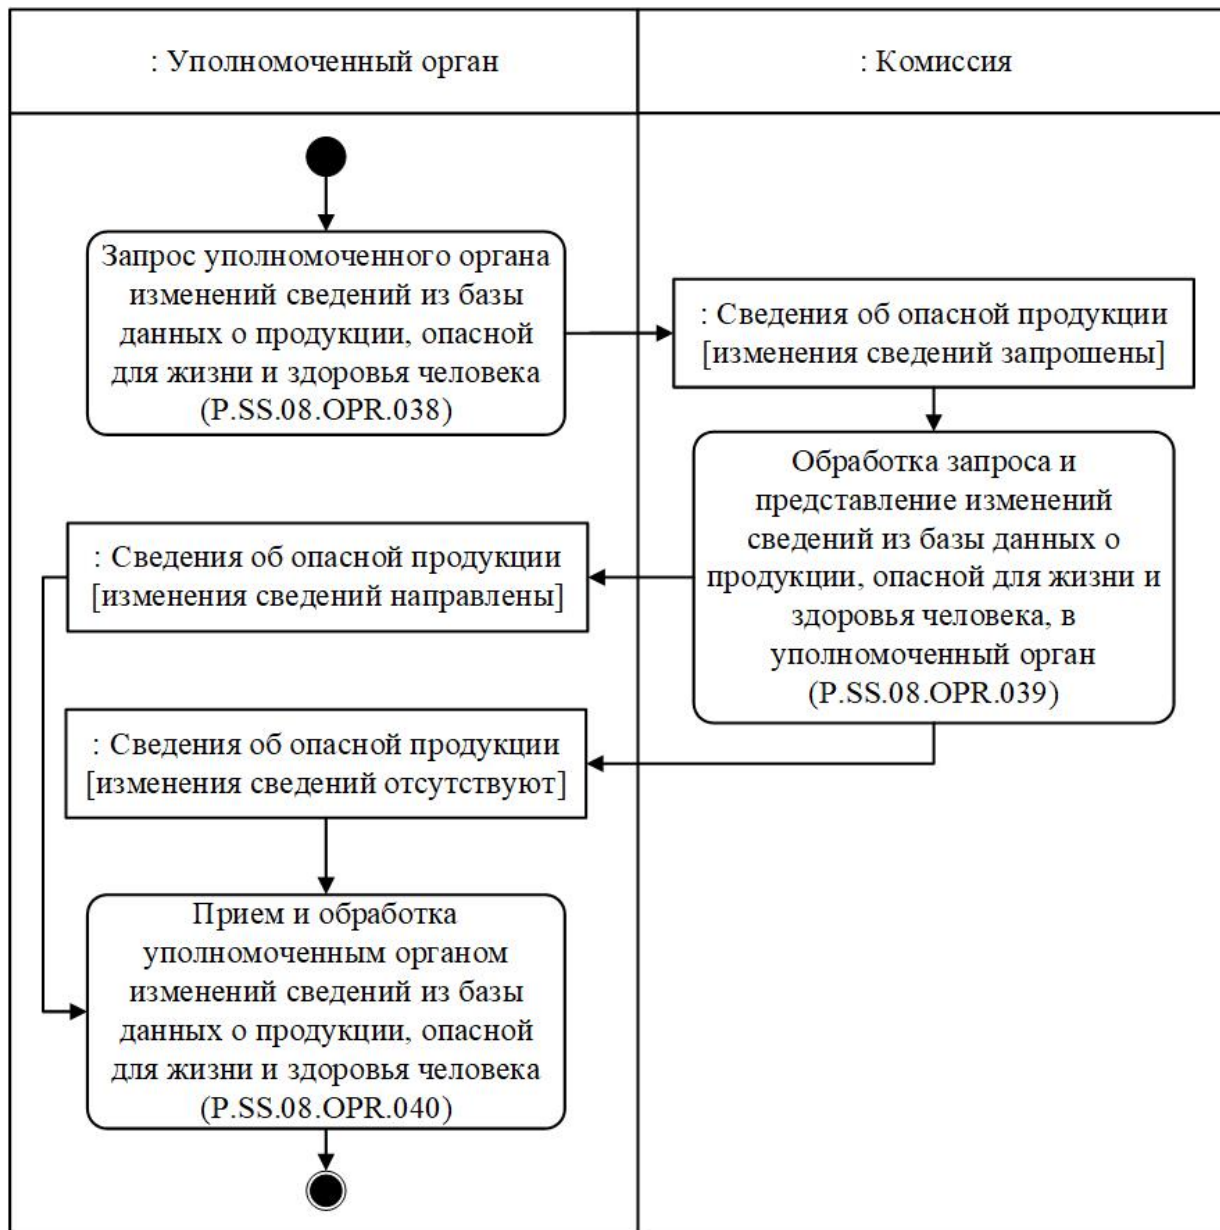 : Уполномоченный орган
: Комиссия
Запрос уполномоченного органа
изменений сведений из базы
данных о продукции, опасной
для жизни и здоровья человека
(P.SS.08.OPR.038)
: Сведения об опасной продукции
[изменения сведений запрошены]
Обработка запроса и
представление изменений
сведений из базы данных о
продукции, опасной для жизни и
здоровья человека, в
уполномоченный орган
(P.SS.08.OPR.039)
: Сведения об опасной продукции
[изменения сведений направлены]
: Сведения об опасной продукции
[изменения сведений отсутствуют]
Прием и обработка
уполномоченным органом
изменений сведений из базы
данных о продукции, опасной
для жизни и здоровья человека
(P.SS.08.OPR.040)